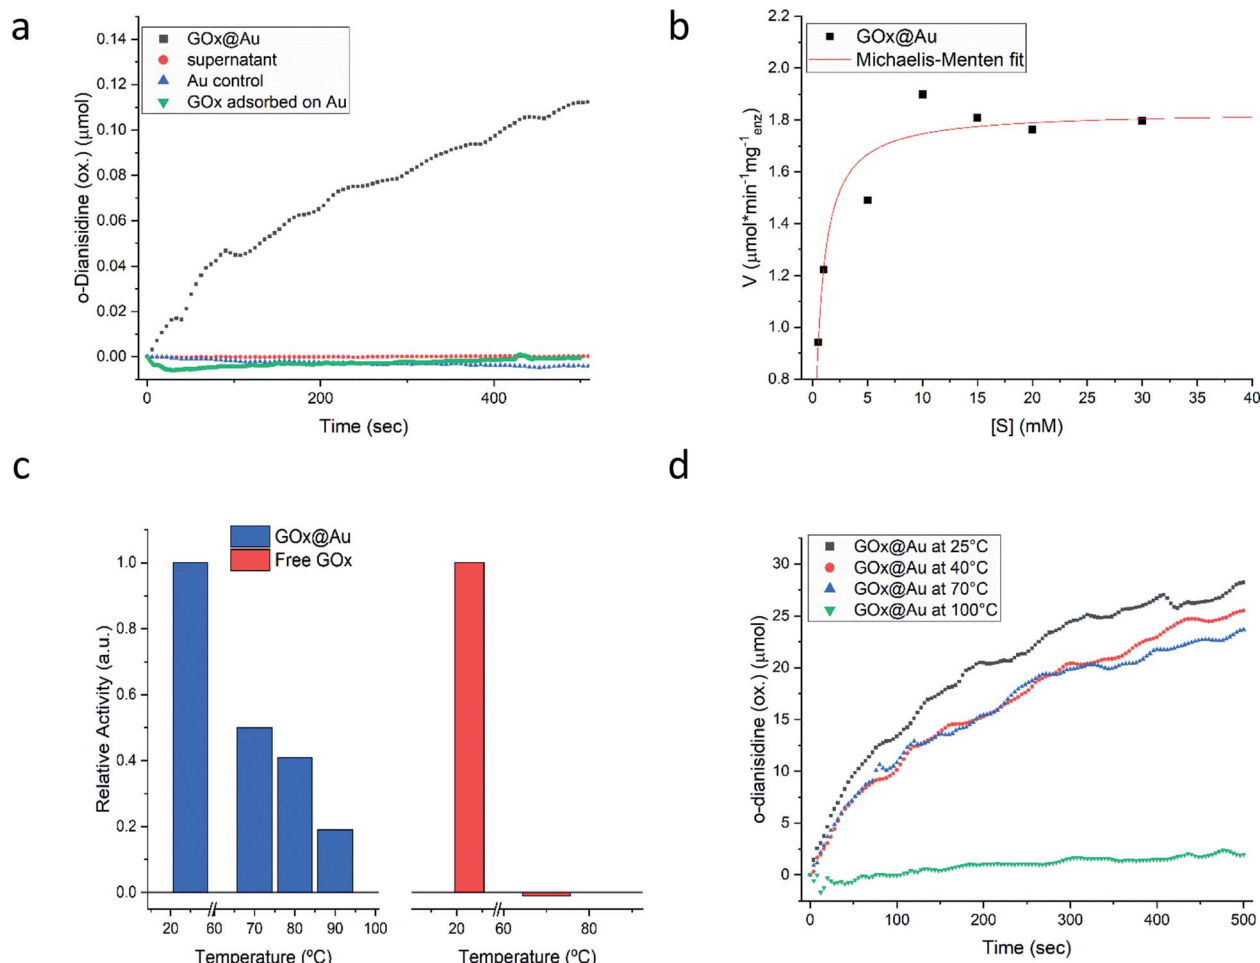 a
GOx@Au
supernatant
Au control
GOx adsorbed on Au
0.14
0.12
0.10
0.08
0.06
0.04
0.02
0.00
o-Dianisidine (ox.) (μmol)
0 200 400
Time (sec)
b
GOx@Au
Michaelis-Menten fit
2.2
2.0
1.8
1.6
1.4
1.2
1.0
0.8
V (μmol*min⁻¹mg⁻¹enz)
0 5 10 15 20 25 30 35 40
[S] (mM)
c
GOx@Au
Free GOx
1.0
0.8
0.6
0.4
0.2
0.0
Relative Activity (a.u.)
20 60 70 80 90 100
Temperature (ºC)
20 60 80
Temperature (ºC)
d
GOx@Au at 25°C
GOx@Au at 40°C
GOx@Au at 70°C
GOx@Au at 100°C
30
25
20
15
10
5
0
o-dianisidine (ox.) (μmol)
0 100 200 300 400 500
Time (sec)